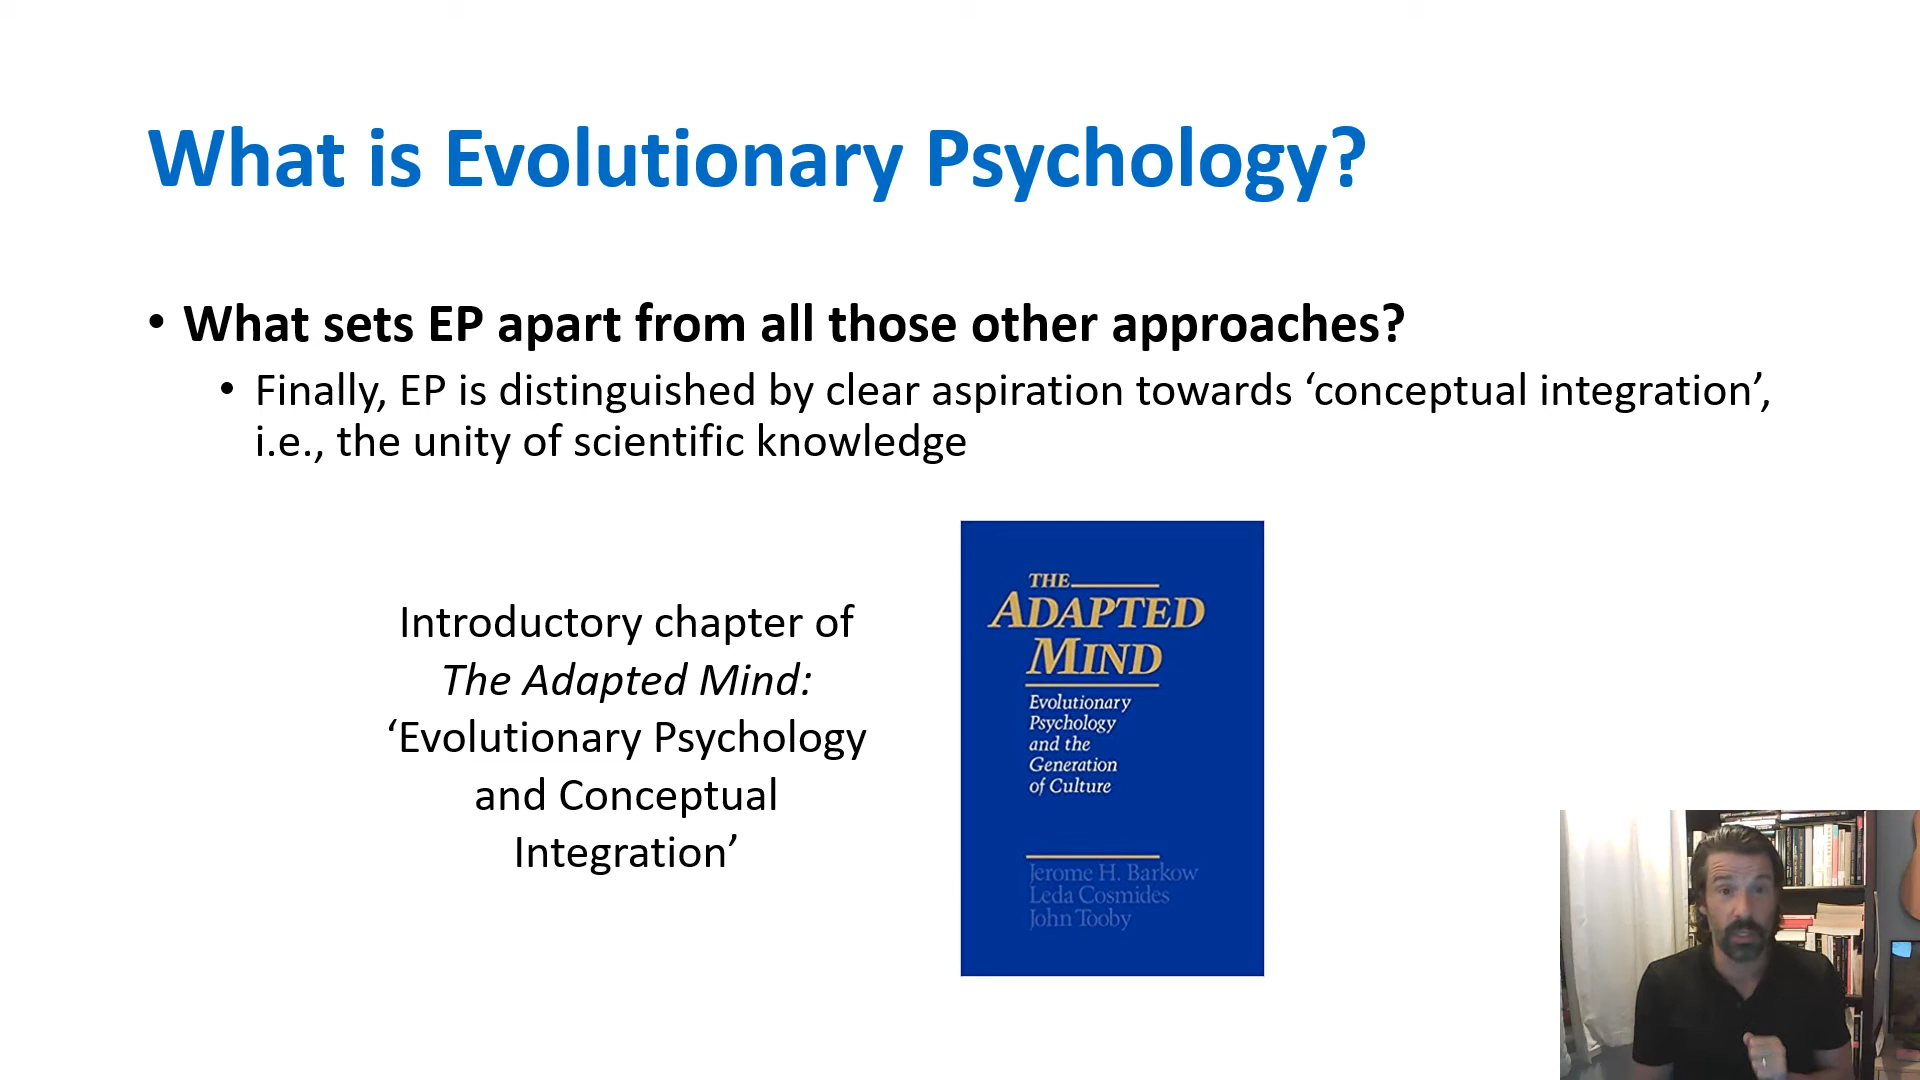 What is Evolutionary Psychology?
• What sets EP apart from all those other approaches?
• Finally, EP is distinguished by clear aspiration towards ‘conceptual integration’,
i.e., the unity of scientific knowledge
Introductory chapter of
The Adapted Mind:
‘Evolutionary Psychology
and Conceptual
Integration’
THE
ADAPTED
MIND
Evolutionary
Psychology
and the
Generation
of Culture
Jerome H. Barkow
Leda Cosmides
John Tooby